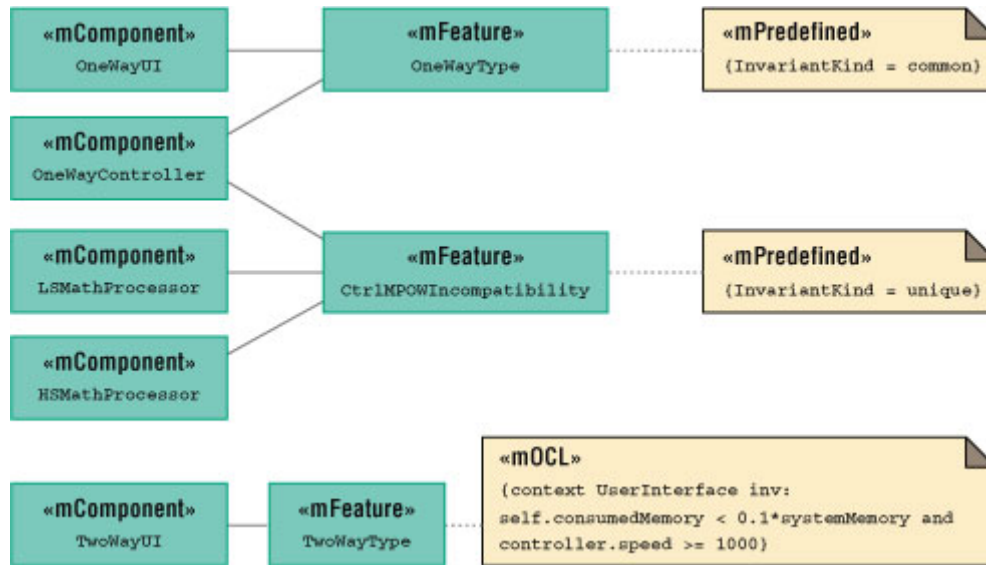 «mComponent»
OneWayUI
«mFeature»
OneWayType
«mPredefined»
{InvariantKind = common}
«mComponent»
OneWayController
«mComponent»
LSMathProcessor
«mFeature»
CtrlMPOWIncompatibility
«mPredefined»
{InvariantKind = unique}
«mComponent»
HSMathProcessor
«mComponent»
TwoWayUI
«mFeature»
TwoWayType
«mOCL»
{context UserInterface inv:
self.consumedMemory < 0.1*systemMemory and
controller.speed >= 1000}